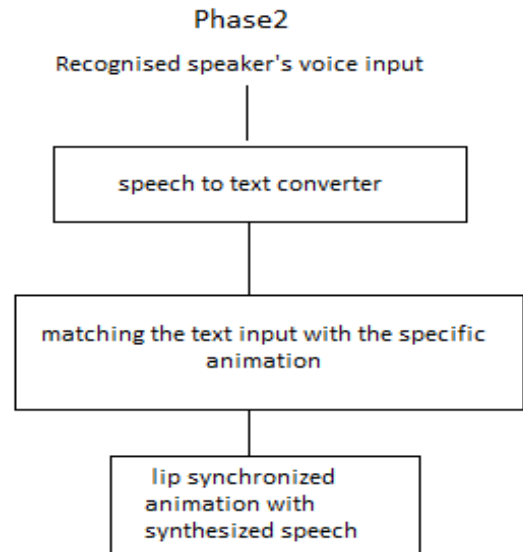 Phase2
Recognised speaker's voice input
speech to text converter
matching the text input with the specific
animation
lip synchronized
animation with
synthesized speech